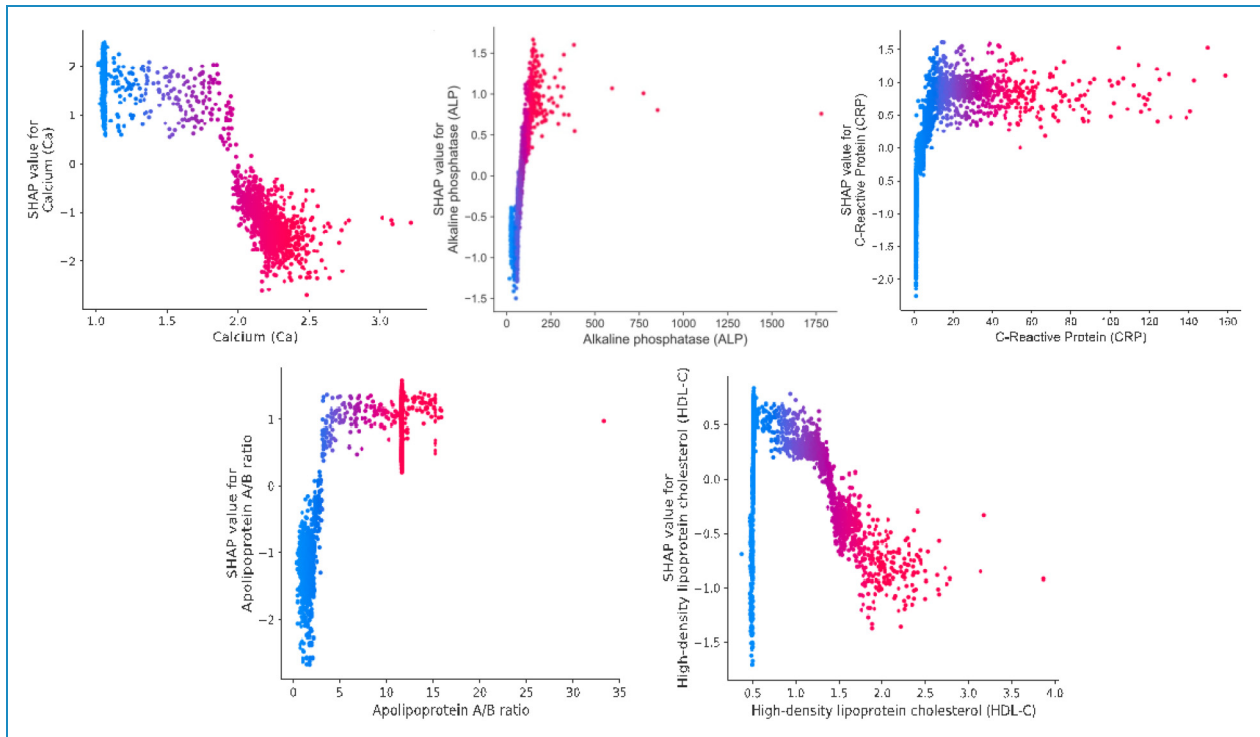 SHAP value for
Calcium (Ca)
2
1
0
−1
−2
1.0 1.5 2.0 2.5 3.0
Calcium (Ca)
SHAP value for
Alkaline phosphatase (ALP)
1.5
1.0
0.5
0.0
−0.5
−1.0
−1.5
0 250 500 750 1000 1250 1500 1750
Alkaline phosphatase (ALP)
SHAP value for
C-Reactive Protein (CRP)
1.5
1.0
0.5
0.0
0.5
−1.0
−1.5
−2.0
0 20 40 60 80 100 120 140 160
C-Reactive Protein (CRP)
SHAP value for
Apolipoprotein A/B ratio
1
0
−1
−2
0 5 10 15 20 25 30 35
Apolipoprotein A/B ratio
SHAP value for
High-density lipoprotein cholesterol (HDL-C)
0.5
0.0
−0.5
−1.0
−1.5
0.5 1.0 1.5 2.0 2.5 3.0 3.5 4.0
High-density lipoprotein cholesterol (HDL-C)